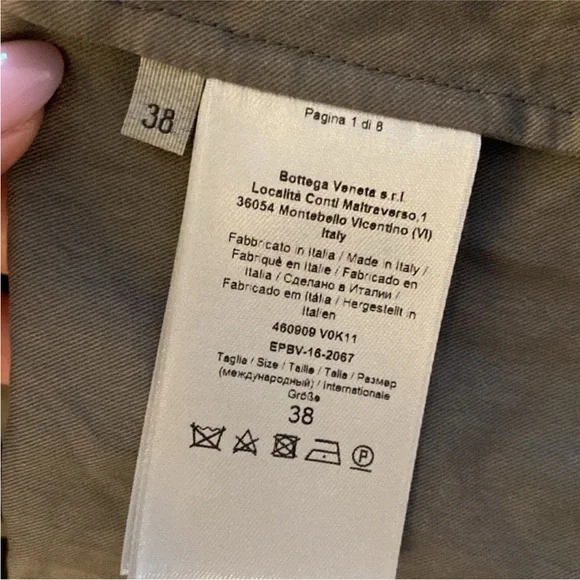 38
Pagina 1 di 8
Bottega Veneta s.r.l.
Località Conti Maltraverso,1
36054 Montebello Vicentino (VI)
Italy
Fabbricato in Italia / Made in Italy /
Fabriqué en Italie / Fabricado en
Italia / Сделано в Италии /
Fabricado em Itália / Hergestellt in
Italien
460909 V0K11
EPBV-16-2067
Taglia / Size / Taille / Talla / Размер
(международный) / Internationale
Größe
38
P